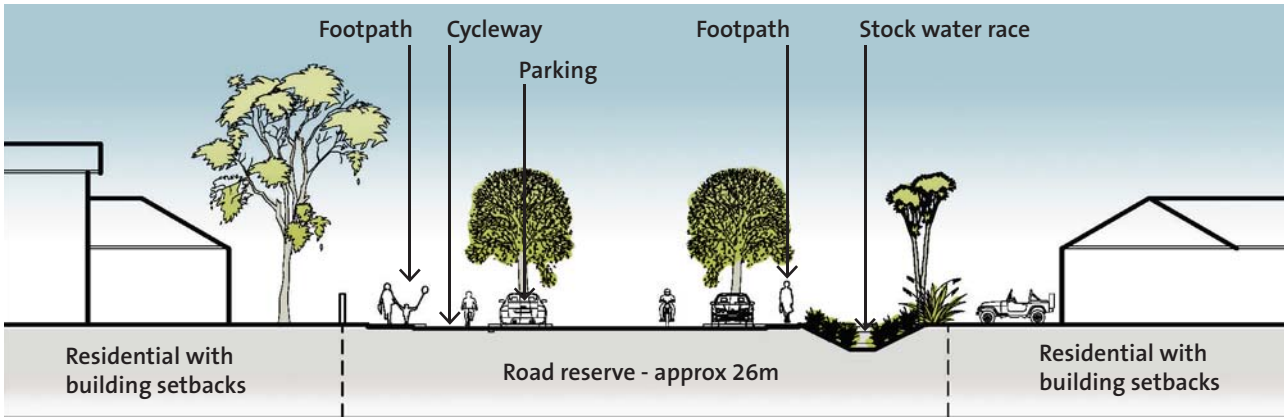 Footpath
Cycleway
Footpath
Stock water race
Parking
Residential with
building setbacks
Road reserve - approx 26m
Residential with
building setbacks